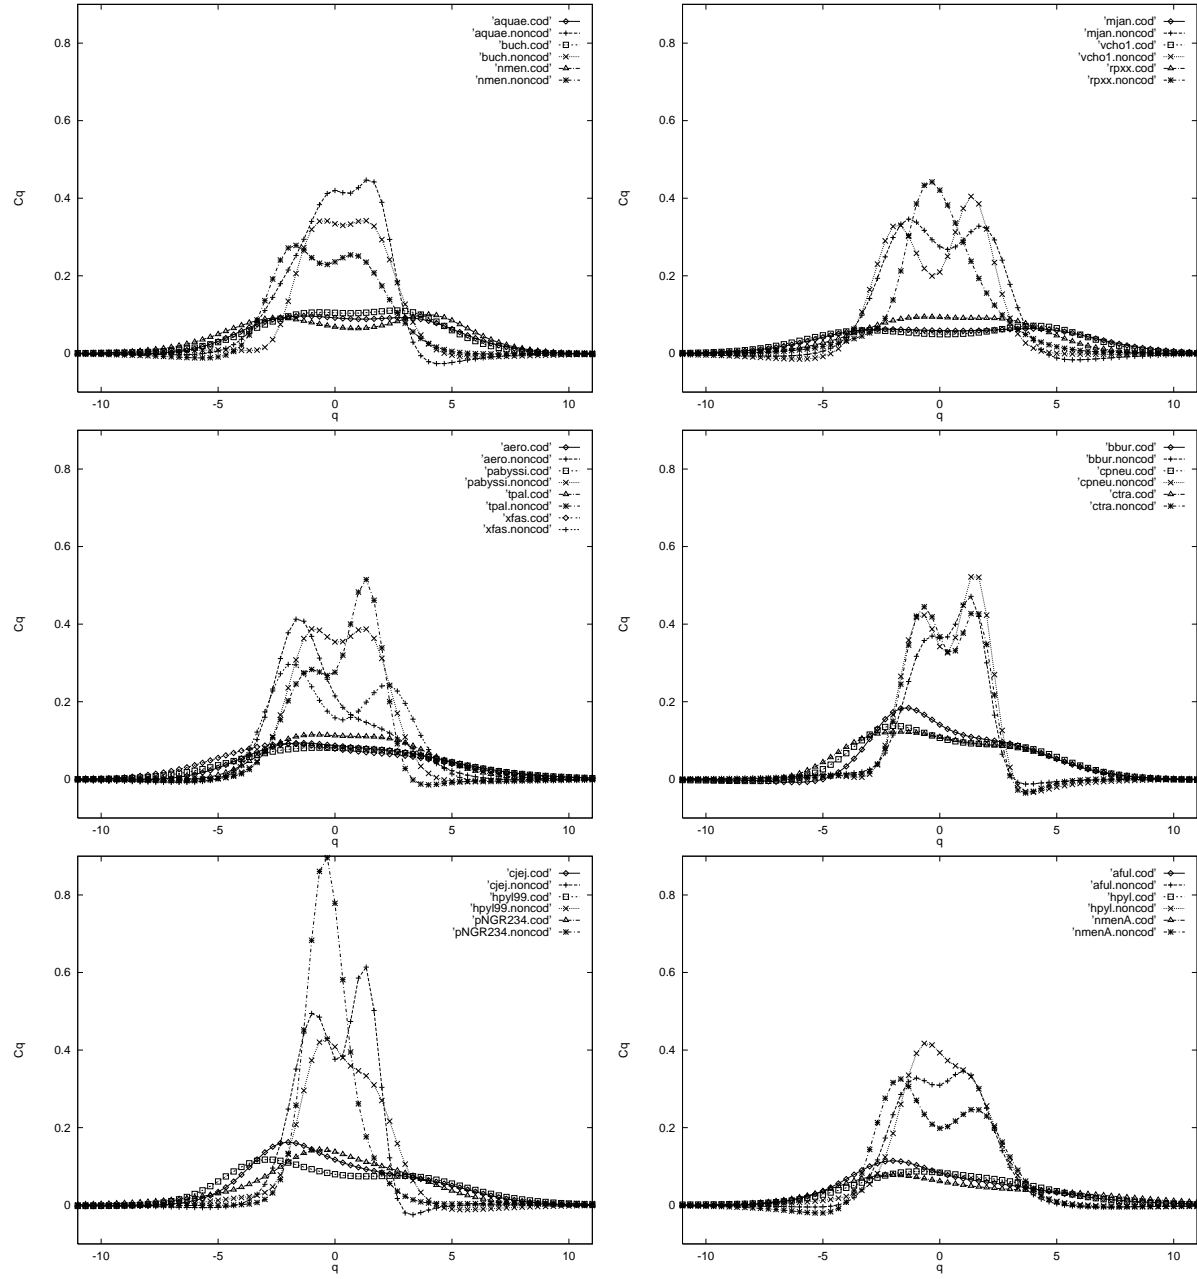 'aquae.cod'
'aquae.noncod'
'buch.cod'
'buch.noncod'
'nmen.cod'
'nmen.noncod'
0.8
0.6
0.4
0.2
0
Cq
-10 -5 0 5 10
q
'mjan.cod'
'mjan.noncod'
'vcho1.cod'
'vcho1.noncod'
'rpxx.cod'
'rpxx.noncod'
0.8
0.6
0.4
0.2
0
Cq
-10 -5 0 5 10
q
'aero.cod'
'aero.noncod'
'pabyssi.cod'
'pabyssi.noncod'
'tpal.cod'
'tpal.noncod'
'xfas.cod'
'xfas.noncod'
0.8
0.6
0.4
0.2
0
Cq
-10 -5 0 5 10
q
'bbur.cod'
'bbur.noncod'
'cpneu.cod'
'cpneu.noncod'
'ctra.cod'
'ctra.noncod'
0.8
0.6
0.4
0.2
0
Cq
-10 -5 0 5 10
q
'cjej.cod'
'cjej.noncod'
'hpyl99.cod'
'hpyl99.noncod'
'pNGR234.cod'
'pNGR234.noncod'
0.8
0.6
0.4
0.2
0
Cq
-10 -5 0 5 10
q
'aful.cod'
'aful.noncod'
'hpyl.cod'
'hpyl.noncod'
'nmenA.cod'
'nmenA.noncod'
0.8
0.6
0.4
0.2
0
Cq
-10 -5 0 5 10
q